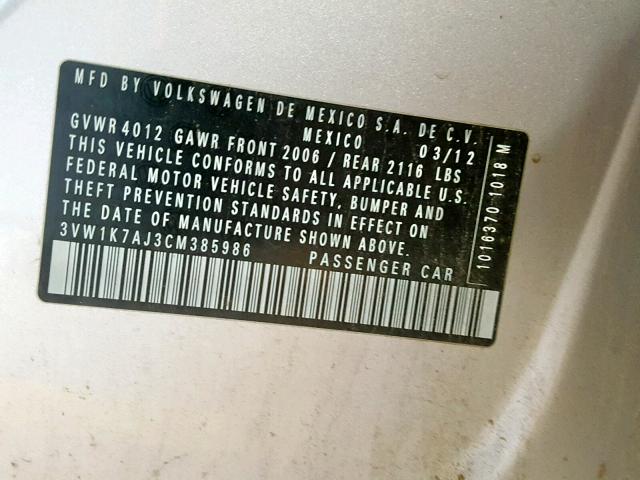 MFD BY VOLKSWAGEN DE MEXICO S.A. DE C.V.
MEXICO 03/12
GVWR 4012 GAWR FRONT 2006 / REAR 2116 LBS
THIS VEHICLE CONFORMS TO ALL APPLICABLE U.S.
FEDERAL MOTOR VEHICLE SAFETY, BUMPER AND
THEFT PREVENTION STANDARDS IN EFFECT ON
THE DATE OF MANUFACTURE SHOWN ABOVE.
3VW1K7AJ3CM385986 PASSENGER CAR
1016370 1018 M